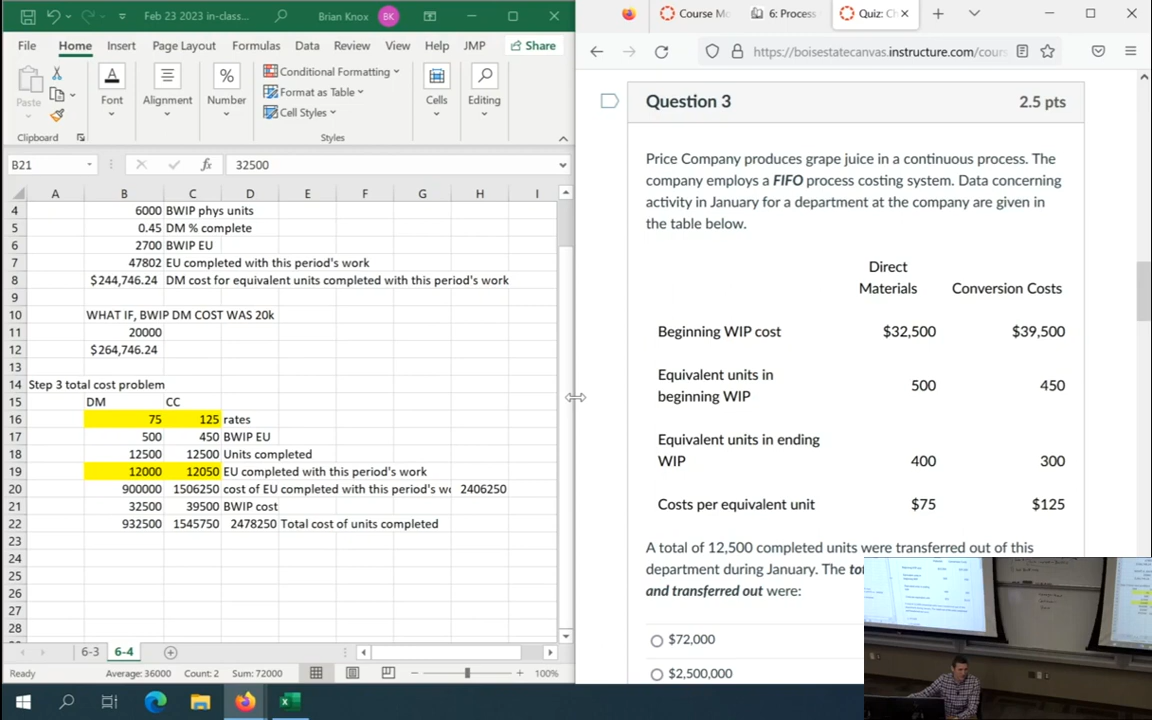 Feb 23 2023 in-class...
Brian Knox
BK
File Home Insert Page Layout Formulas Data Review View Help JMP Share
Paste
Font
Alignment
Number
Conditional Formatting
Format as Table
Cell Styles
Cells
Editing
Clipboard
Styles
B21
fx
32500
A B C D E F G H I
4 6000 BWIP phys units
5 0.45 DM % complete
6 2700 BWIP EU
7 47802 EU completed with this period's work
8 $244,746.24 DM cost for equivalent units completed with this period's work
9
10 WHAT IF, BWIP DM COST WAS 20k
11 20000
12 $264,746.24
13
14 Step 3 total cost problem
15 DM CC
16 75 125 rates
17 500 450 BWIP EU
18 12500 12500 Units completed
19 12000 12050 EU completed with this period's work
20 900000 1506250 cost of EU completed with this period's wo 2406250
21 32500 39500 BWIP cost
22 932500 1545750 2478250 Total cost of units completed
23
24
25
26
27
28
6-3 6-4
Ready Average: 36000 Count: 2 Sum: 72000 100%
Course Mo
6: Process
Quiz: Ch
https://boisestatecanvas.instructure.com/cours
Question 3
2.5 pts
Price Company produces grape juice in a continuous process. The
company employs a FIFO process costing system. Data concerning
activity in January for a department at the company are given in
the table below.
Direct
Materials Conversion Costs
Beginning WIP cost $32,500 $39,500
Equivalent units in
beginning WIP 500 450
Equivalent units in ending
WIP 400 300
Costs per equivalent unit $75 $125
A total of 12,500 completed units were transferred out of this
department during January. The to
and transferred out were:
$72,000
$2,500,000